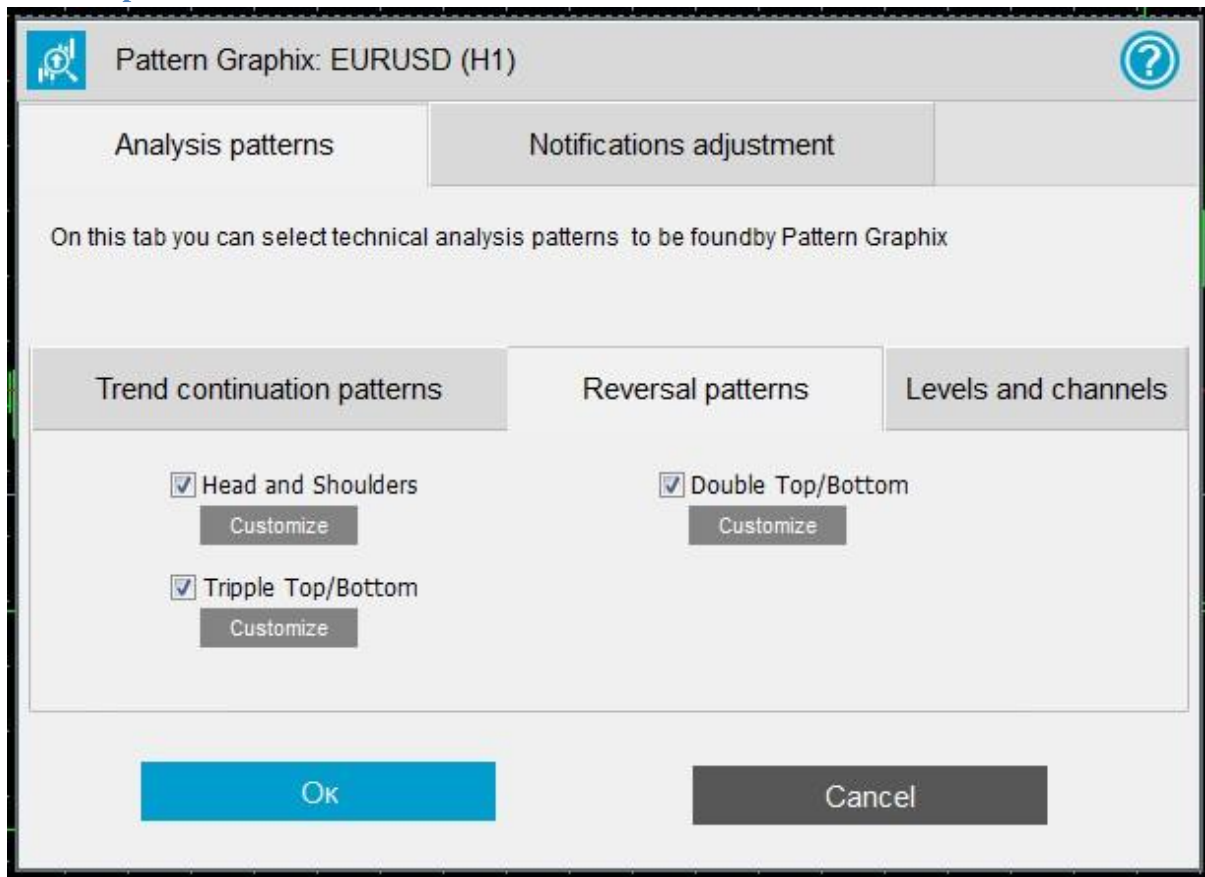 Pattern Graphix: EURUSD (H1)
?
Analysis patterns
Notifications adjustment
On this tab you can select technical analysis patterns to be foundby Pattern Graphix
Trend continuation patterns
Reversal patterns
Levels and channels
Head and Shoulders
Customize
Double Top/Bottom
Customize
Tripple Top/Bottom
Customize
Ок
Cancel